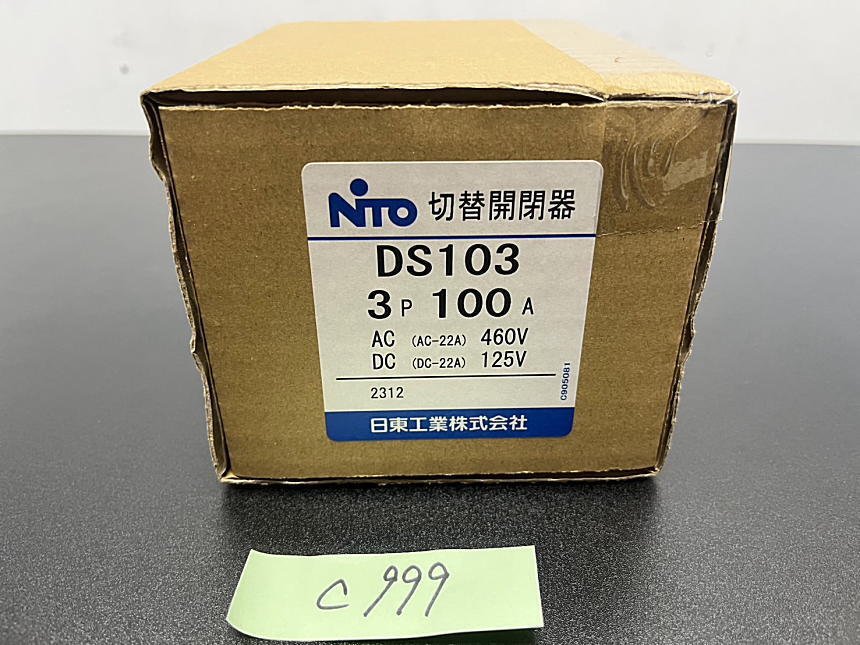 NITO 切替開閉器
DS103
3P 100A
AC (AC-22A) 460V
DC (DC-22A) 125V
2312
C905081
日東工業株式会社
C999